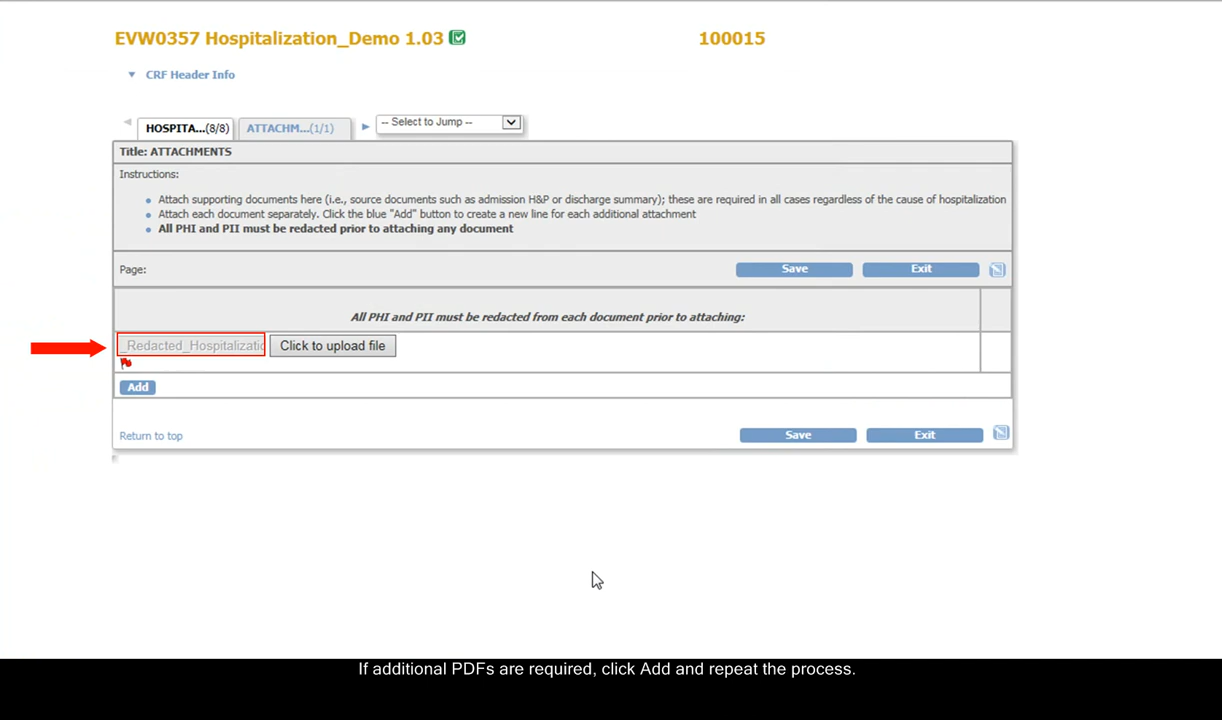 EVW0357 Hospitalization_Demo 1.03 100015
CRF Header Info
HOSPITA...(8/8) ATTACHM...(1/1) -- Select to Jump --
Title: ATTACHMENTS
Instructions:
Attach supporting documents here (i.e., source documents such as admission H&P or discharge summary); these are required in all cases regardless of the cause of hospitalization
Attach each document separately. Click the blue "Add" button to create a new line for each additional attachment
All PHI and PII must be redacted prior to attaching any document
Page: Save Exit
All PHI and PII must be redacted from each document prior to attaching:
_Redacted_Hospitalizatio Click to upload file
Add
Return to top Save Exit
If additional PDFs are required, click Add and repeat the process.